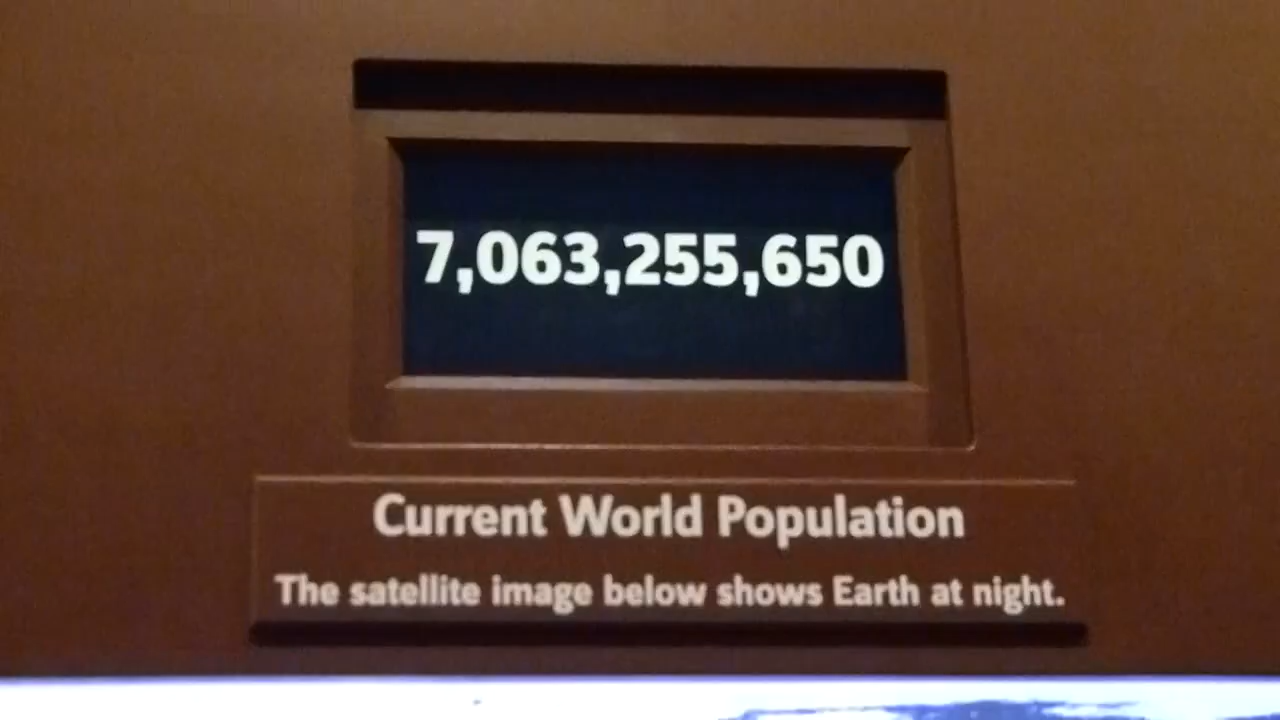 7,063,255,650
Current World Population
The satellite image below shows Earth at night.